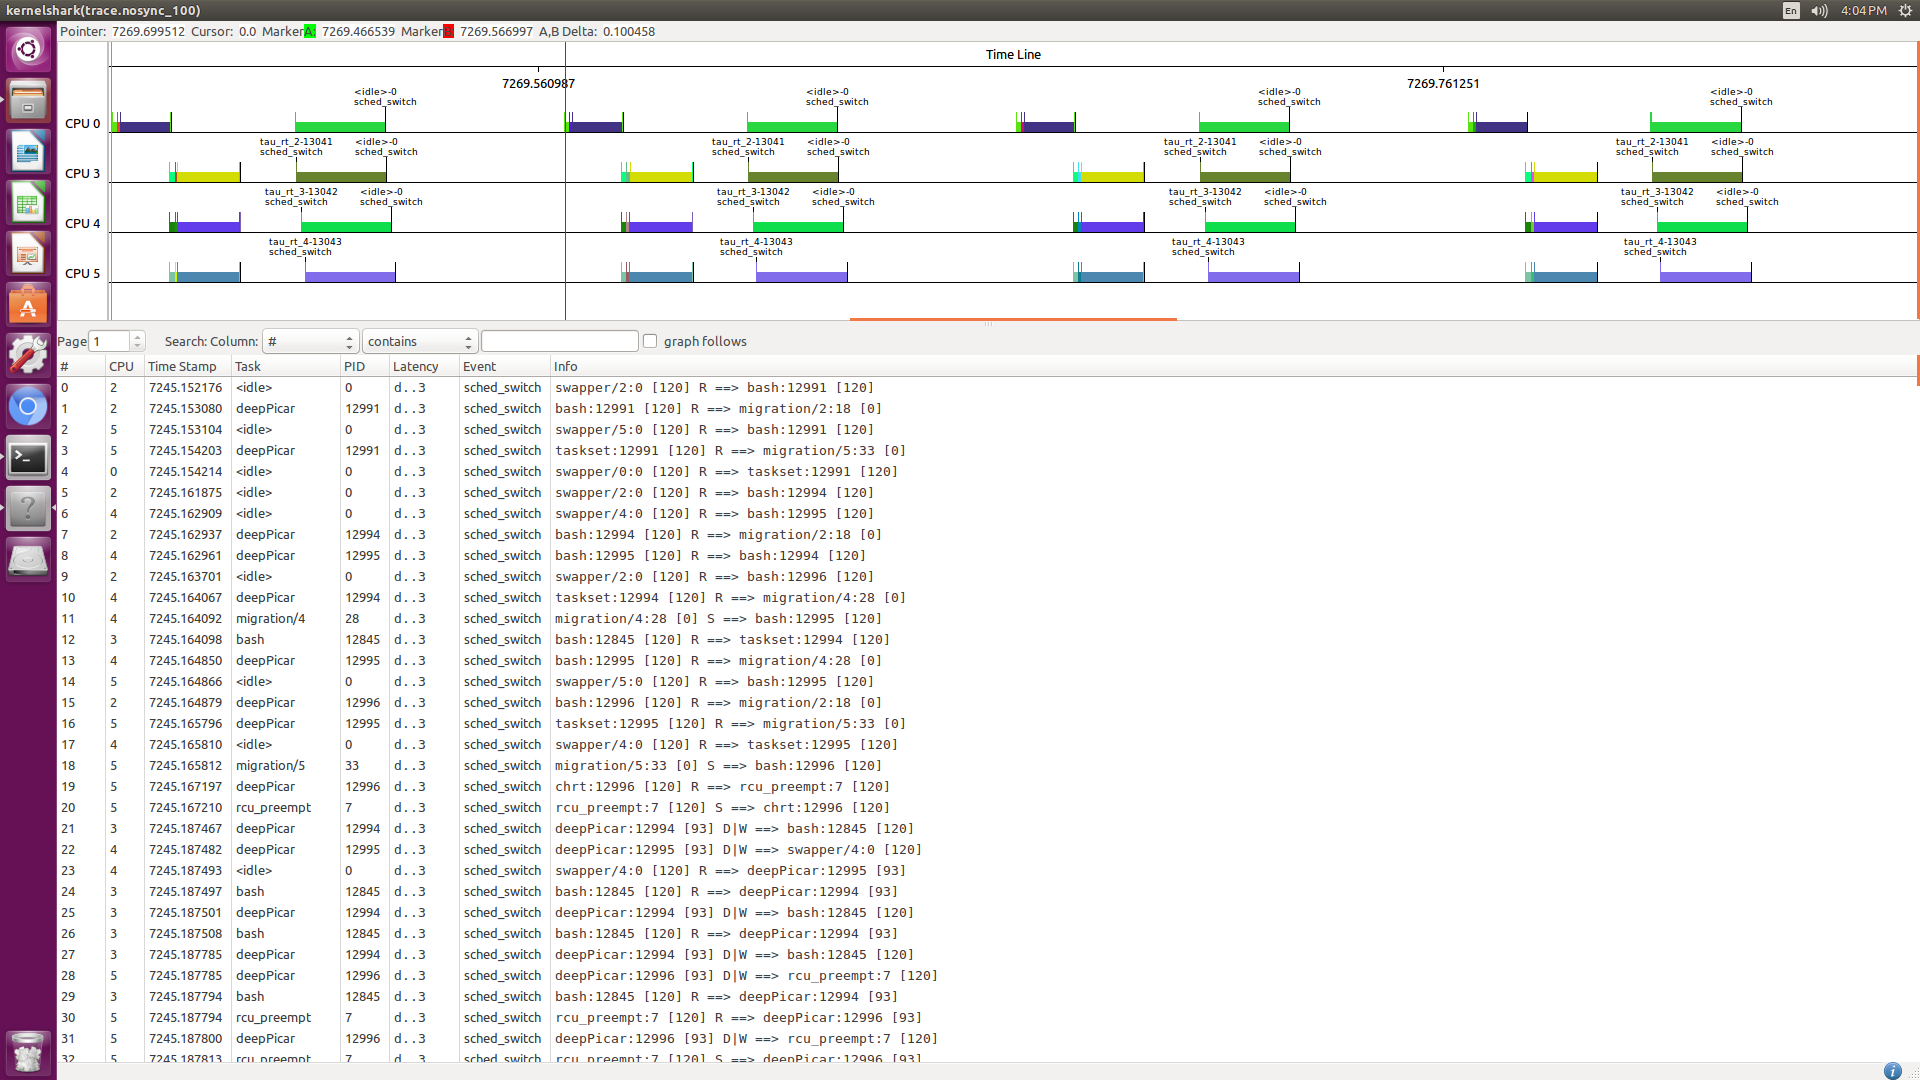 kernelshark(trace.nosync_100)
En
4:04 PM
Pointer: 7269.699512 Cursor: 0.0 Marker A: 7269.466539 Marker 7269.566997 A,B Delta: 0.100458
Time Line
7269.560987 7269.761251
<idle>-0 <idle>-0 <idle>-0 <idle>-0
sched_switch sched_switch sched_switch sched_switch
CPU 0
tau_rt_2-13041 <idle>-0 tau_rt_2-13041 <idle>-0 tau_rt_2-13041 <idle>-0 tau_rt_2-13041 <idle>-0
sched_switch sched_switch sched_switch sched_switch sched_switch sched_switch sched_switch sched_switch
CPU 3
tau_rt_3-13042 <idle>-0 tau_rt_3-13042 <idle>-0 tau_rt_3-13042 <idle>-0 tau_rt_3-13042 <idle>-0
sched_switch sched_switch sched_switch sched_switch sched_switch sched_switch sched_switch sched_switch
CPU 4
tau_rt_4-13043 tau_rt_4-13043 tau_rt_4-13043 tau_rt_4-13043
sched_switch sched_switch sched_switch sched_switch
CPU 5
Page 1 Search: Column: # contains graph follows
# CPU Time Stamp Task PID Latency Event Info
0 2 7245.152176 <idle> 0 d..3 sched_switch swapper/2:0 [120] R ==> bash:12991 [120]
1 2 7245.153080 deepPicar 12991 d..3 sched_switch bash:12991 [120] R ==> migration/2:18 [0]
2 5 7245.153104 <idle> 0 d..3 sched_switch swapper/5:0 [120] R ==> bash:12991 [120]
3 5 7245.154203 deepPicar 12991 d..3 sched_switch taskset:12991 [120] R ==> migration/5:33 [0]
4 0 7245.154214 <idle> 0 d..3 sched_switch swapper/0:0 [120] R ==> taskset:12991 [120]
5 2 7245.161875 <idle> 0 d..3 sched_switch swapper/2:0 [120] R ==> bash:12994 [120]
6 4 7245.162909 <idle> 0 d..3 sched_switch swapper/4:0 [120] R ==> bash:12995 [120]
7 2 7245.162937 deepPicar 12994 d..3 sched_switch bash:12994 [120] R ==> migration/2:18 [0]
8 4 7245.162961 deepPicar 12995 d..3 sched_switch bash:12995 [120] R ==> bash:12994 [120]
9 2 7245.163701 <idle> 0 d..3 sched_switch swapper/2:0 [120] R ==> bash:12996 [120]
10 4 7245.164067 deepPicar 12994 d..3 sched_switch taskset:12994 [120] R ==> migration/4:28 [0]
11 4 7245.164092 migration/4 28 d..3 sched_switch migration/4:28 [0] S ==> bash:12995 [120]
12 3 7245.164098 bash 12845 d..3 sched_switch bash:12845 [120] R ==> taskset:12994 [120]
13 4 7245.164850 deepPicar 12995 d..3 sched_switch bash:12995 [120] R ==> migration/4:28 [0]
14 5 7245.164866 <idle> 0 d..3 sched_switch swapper/5:0 [120] R ==> bash:12995 [120]
15 2 7245.164879 deepPicar 12996 d..3 sched_switch bash:12996 [120] R ==> migration/2:18 [0]
16 5 7245.165796 deepPicar 12995 d..3 sched_switch taskset:12995 [120] R ==> migration/5:33 [0]
17 4 7245.165810 <idle> 0 d..3 sched_switch swapper/4:0 [120] R ==> taskset:12995 [120]
18 5 7245.165812 migration/5 33 d..3 sched_switch migration/5:33 [0] S ==> bash:12996 [120]
19 5 7245.167197 deepPicar 12996 d..3 sched_switch chrt:12996 [120] R ==> rcu_preempt:7 [120]
20 5 7245.167210 rcu_preempt 7 d..3 sched_switch rcu_preempt:7 [120] S ==> chrt:12996 [120]
21 3 7245.187467 deepPicar 12994 d..3 sched_switch deepPicar:12994 [93] D|W ==> bash:12845 [120]
22 4 7245.187482 deepPicar 12995 d..3 sched_switch deepPicar:12995 [93] D|W ==> swapper/4:0 [120]
23 4 7245.187493 <idle> 0 d..3 sched_switch swapper/4:0 [120] R ==> deepPicar:12995 [93]
24 3 7245.187497 bash 12845 d..3 sched_switch bash:12845 [120] R ==> deepPicar:12994 [93]
25 3 7245.187501 deepPicar 12994 d..3 sched_switch deepPicar:12994 [93] D|W ==> bash:12845 [120]
26 3 7245.187508 bash 12845 d..3 sched_switch bash:12845 [120] R ==> deepPicar:12994 [93]
27 3 7245.187785 deepPicar 12994 d..3 sched_switch deepPicar:12994 [93] D|W ==> bash:12845 [120]
28 5 7245.187785 deepPicar 12996 d..3 sched_switch deepPicar:12996 [93] D|W ==> rcu_preempt:7 [120]
29 3 7245.187794 bash 12845 d..3 sched_switch bash:12845 [120] R ==> deepPicar:12994 [93]
30 5 7245.187794 rcu_preempt 7 d..3 sched_switch rcu_preempt:7 [120] R ==> deepPicar:12996 [93]
31 5 7245.187800 deepPicar 12996 d..3 sched_switch deepPicar:12996 [93] D|W ==> rcu_preempt:7 [120]
32 5 7245.187813 rcu_preempt 7 d..3 sched_switch rcu_preempt:7 [120] S ==> deepPicar:12996 [93]